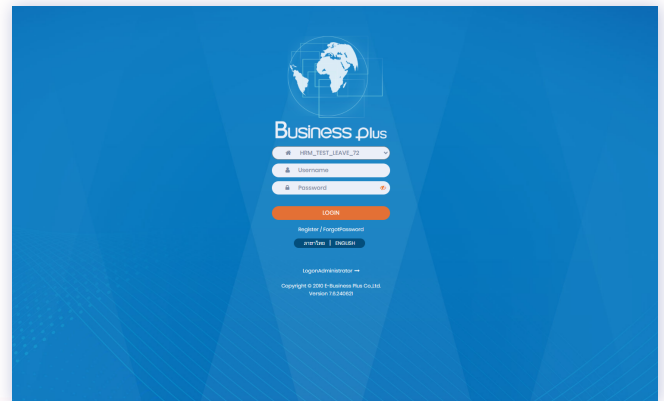 Business Plus
HRM_TEST_LEAVE_72
Username
Password
LOGIN
Register / ForgotPassword
ภาษาไทย | ENGLISH
LogonAdministrator →
Copyright © 2010 E-Business Plus Co.,Ltd.
Version 7.8.240621